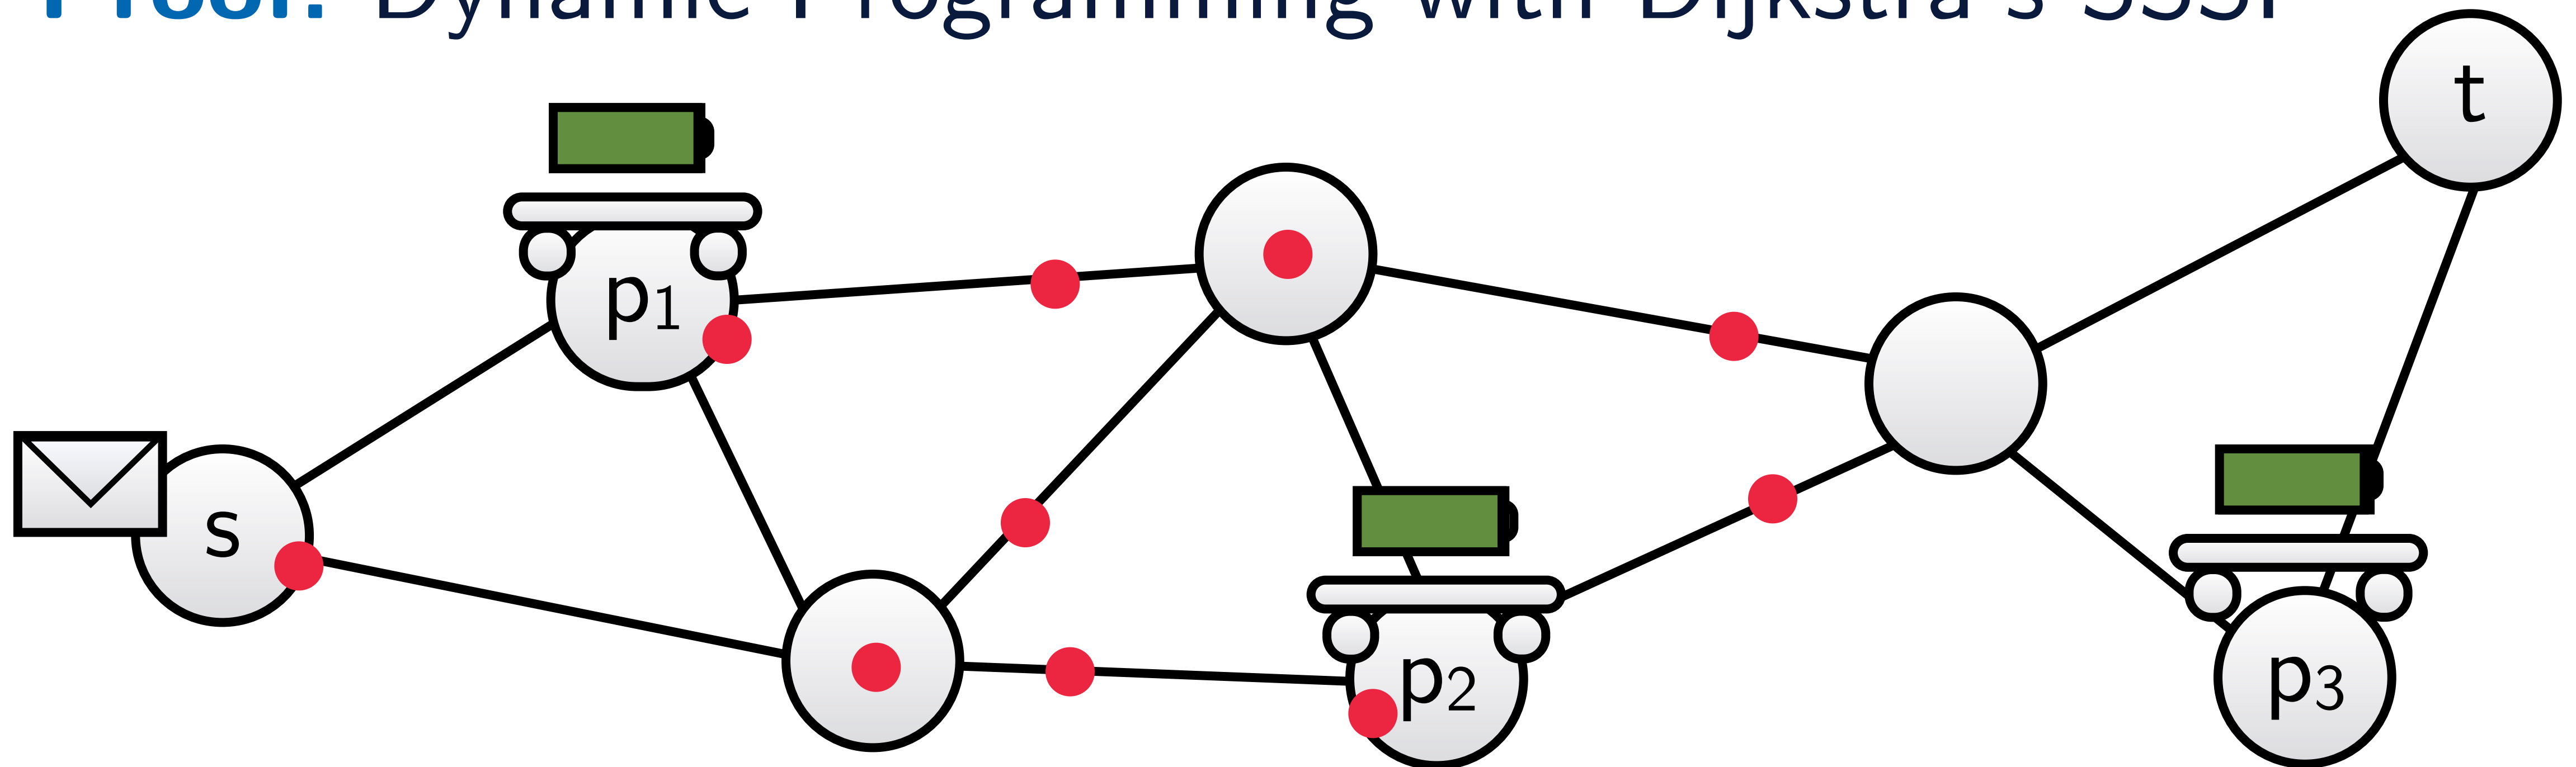 Proof: Dynamic Programming with Dijkstra's SSSP
t
p1
s
p2
p3